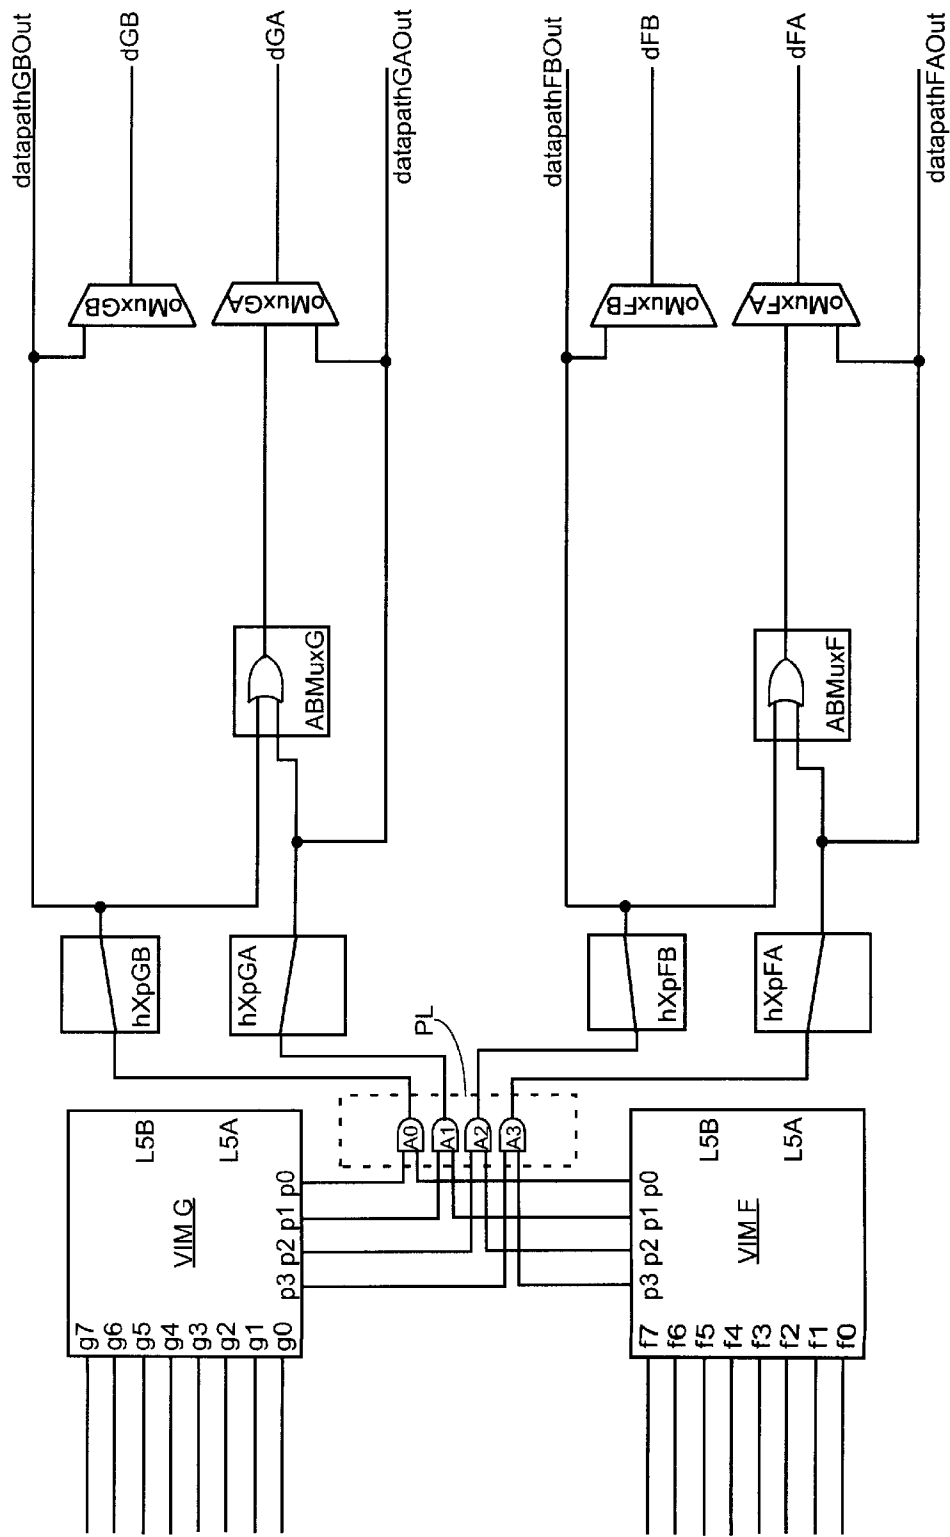 datapathGBOut
dGB
dGA
datapathGAOut
datapathFBOut
dFB
dFA
datapathFAOut
oMuxGB
oMuxGA
oMuxFB
oMuxFA
ABMuxG
ABMuxF
hXpGB
hXpGA
hXpFB
hXpFA
PL
A0
A1
A2
A3
L5B
L5A
VIM G
p3 p2 p1 p0
g7
g6
g5
g4
g3
g2
g1
g0
L5B
L5A
VIM F
p3 p2 p1 p0
f7
f6
f5
f4
f3
f2
f1
f0